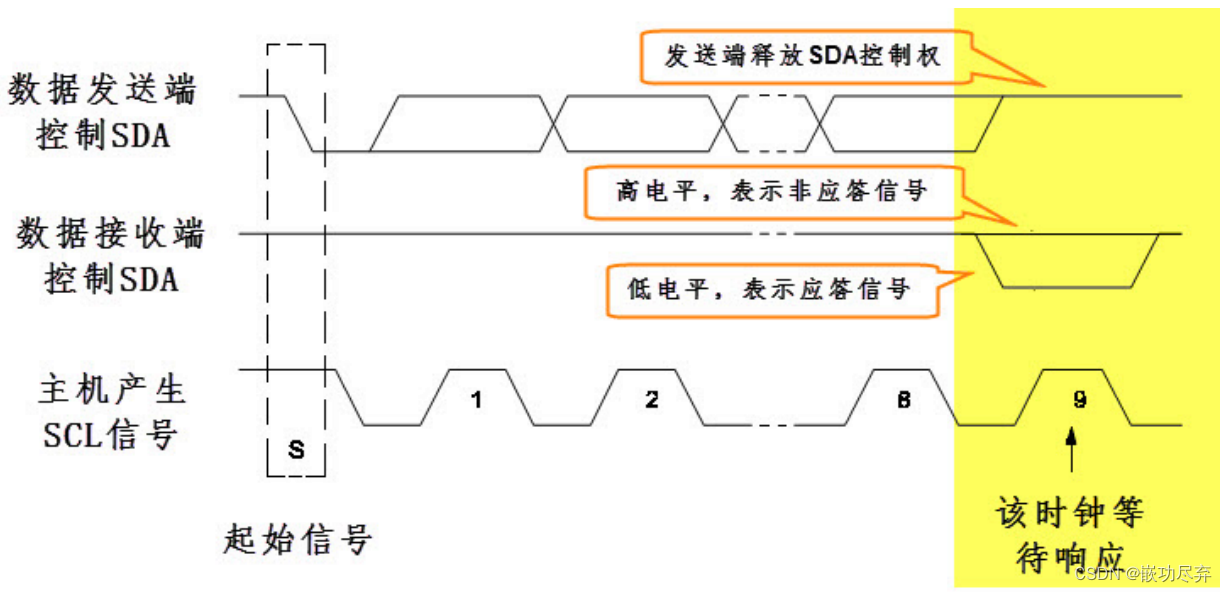 发送端释放SDA控制权
数据发送端
控制SDA
高电平，表示非应答信号
数据接收端
控制SDA
低电平，表示应答信号
主机产生
SCL信号
1
2
8
9
S
起始信号
该时钟等
待响应
CSDN @嵌功尽弃